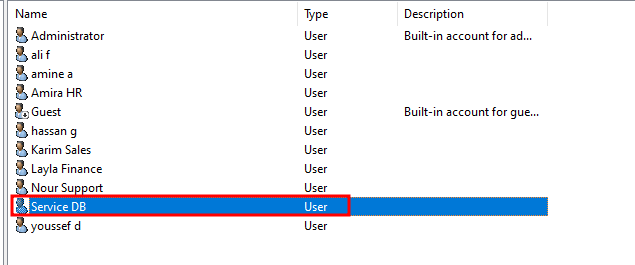 Name Type Description
Administrator User Built-in account for ad...
ali f User
amine a User
Amira HR User
Guest User Built-in account for gue...
hassan g User
Karim Sales User
Layla Finance User
Nour Support User
Service DB User
youssef d User